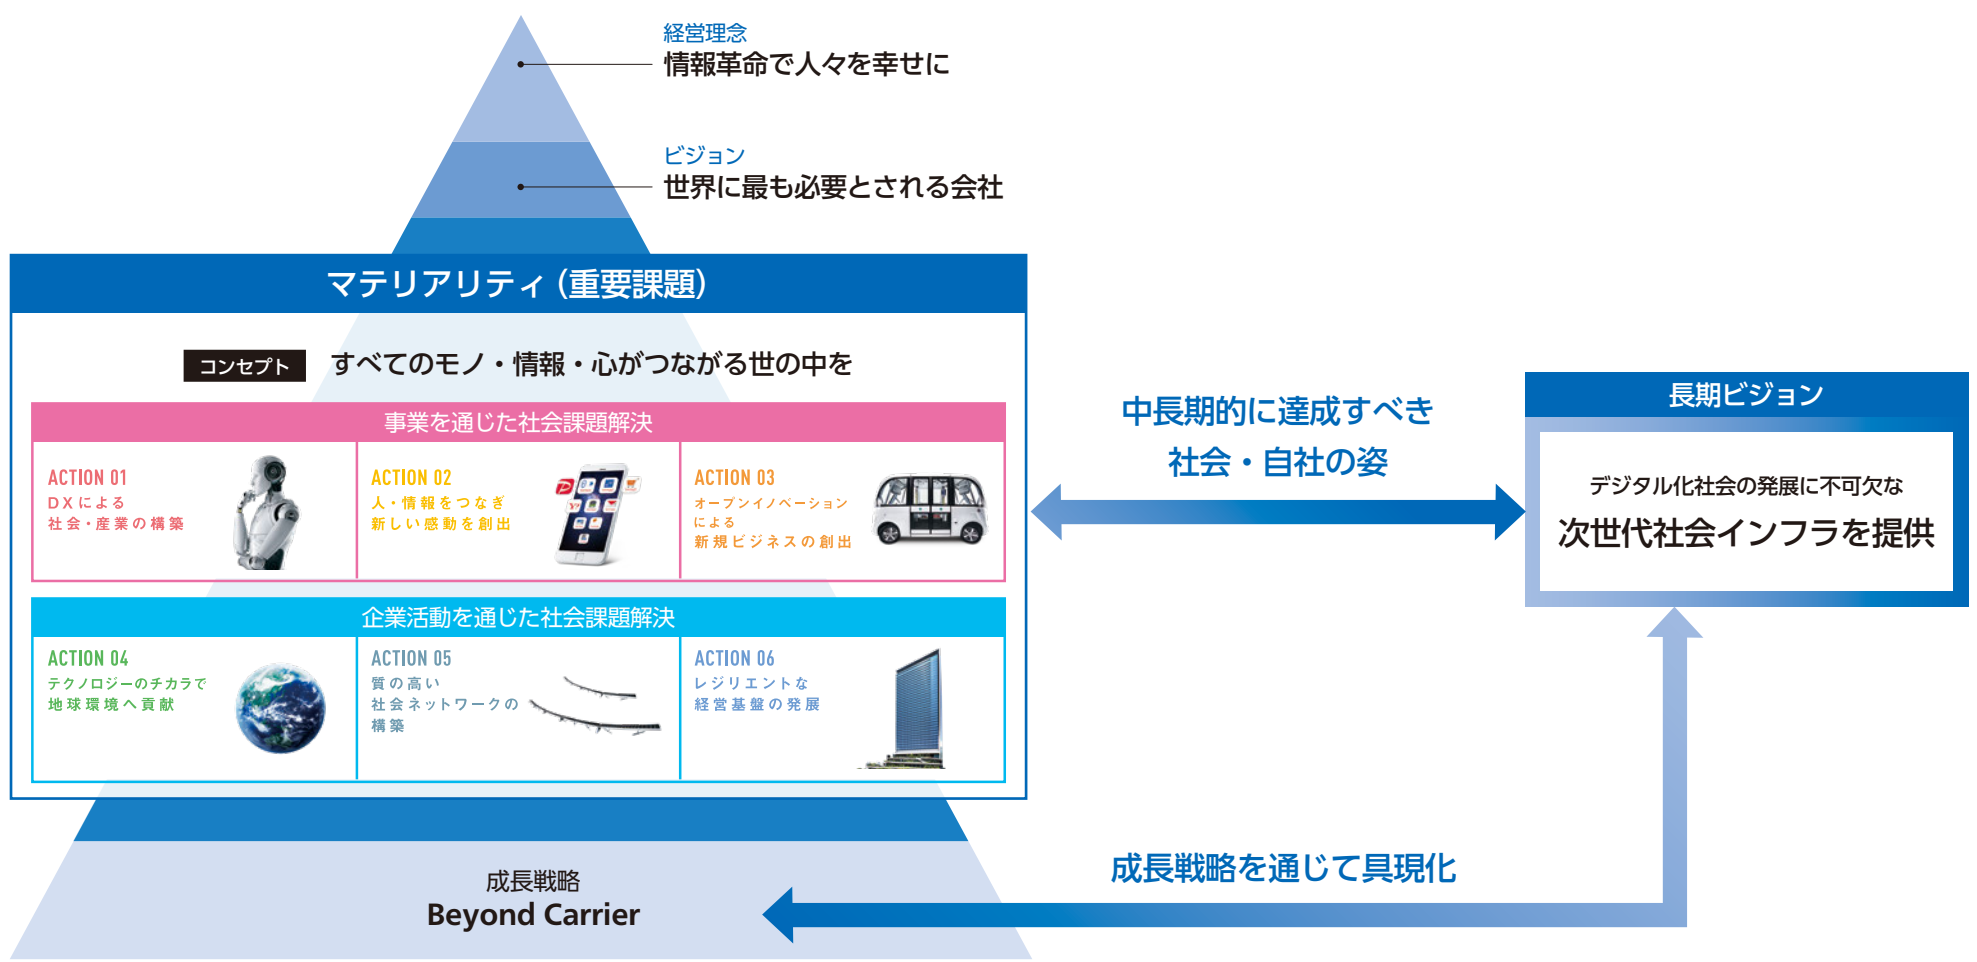 経営理念
情報革命で人々を幸せに
ビジョン
世界に最も必要とされる会社
マテリアリティ（重要課題）
コンセプト
すべてのモノ・情報・心がつながる世の中を
事業を通じた社会課題解決
ACTION 01
DXによる
社会・産業の構築
ACTION 02
人・情報をつなぎ
新しい感動を創出
ACTION 03
オープンイノベーション
による
新規ビジネスの創出
企業活動を通じた社会課題解決
ACTION 04
テクノロジーのチカラで
地球環境へ貢献
ACTION 05
質の高い
社会ネットワークの
構築
ACTION 06
レジリエントな
経営基盤の発展
成長戦略
Beyond Carrier
中長期的に達成すべき
社会・自社の姿
長期ビジョン
デジタル化社会の発展に不可欠な
次世代社会インフラを提供
成長戦略を通じて具現化